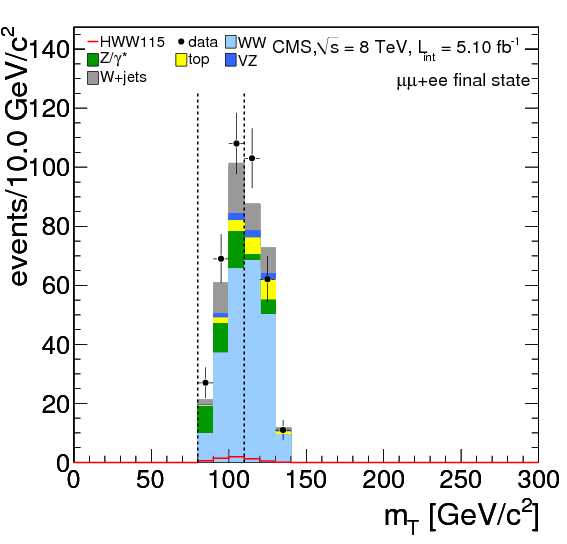 HWW115 data WW
Z/γ* top VZ
W+jets
CMS,√s = 8 TeV, L_int = 5.10 fb⁻¹
μμ+ee final state
events/10.0 GeV/c²
140
120
100
80
60
40
20
0
0 50 100 150 200 250 300
m_T [GeV/c²]